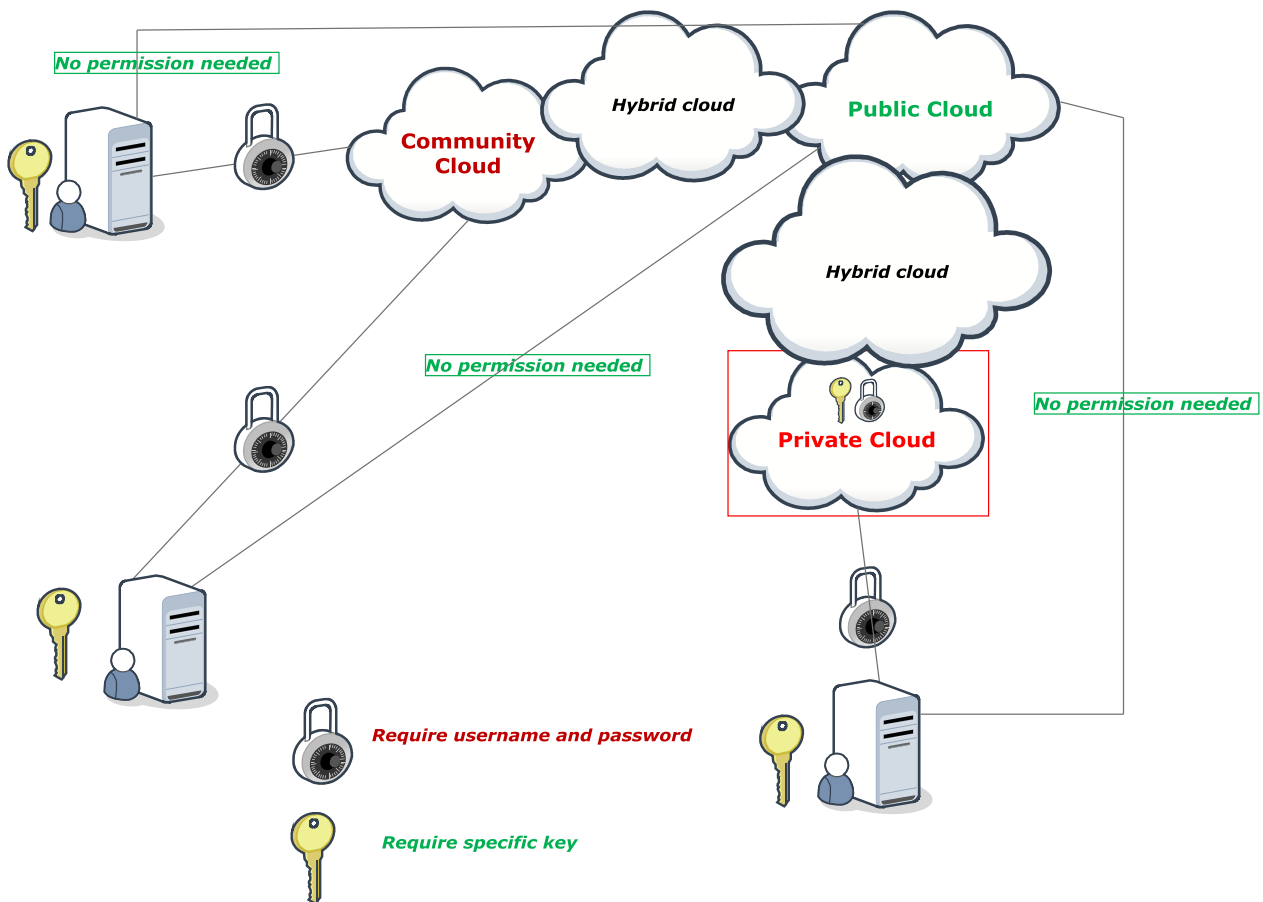 No permission needed
Hybrid cloud
Public Cloud
Community
Cloud
Hybrid cloud
No permission needed
No permission needed
Private Cloud
Require username and password
Require specific key